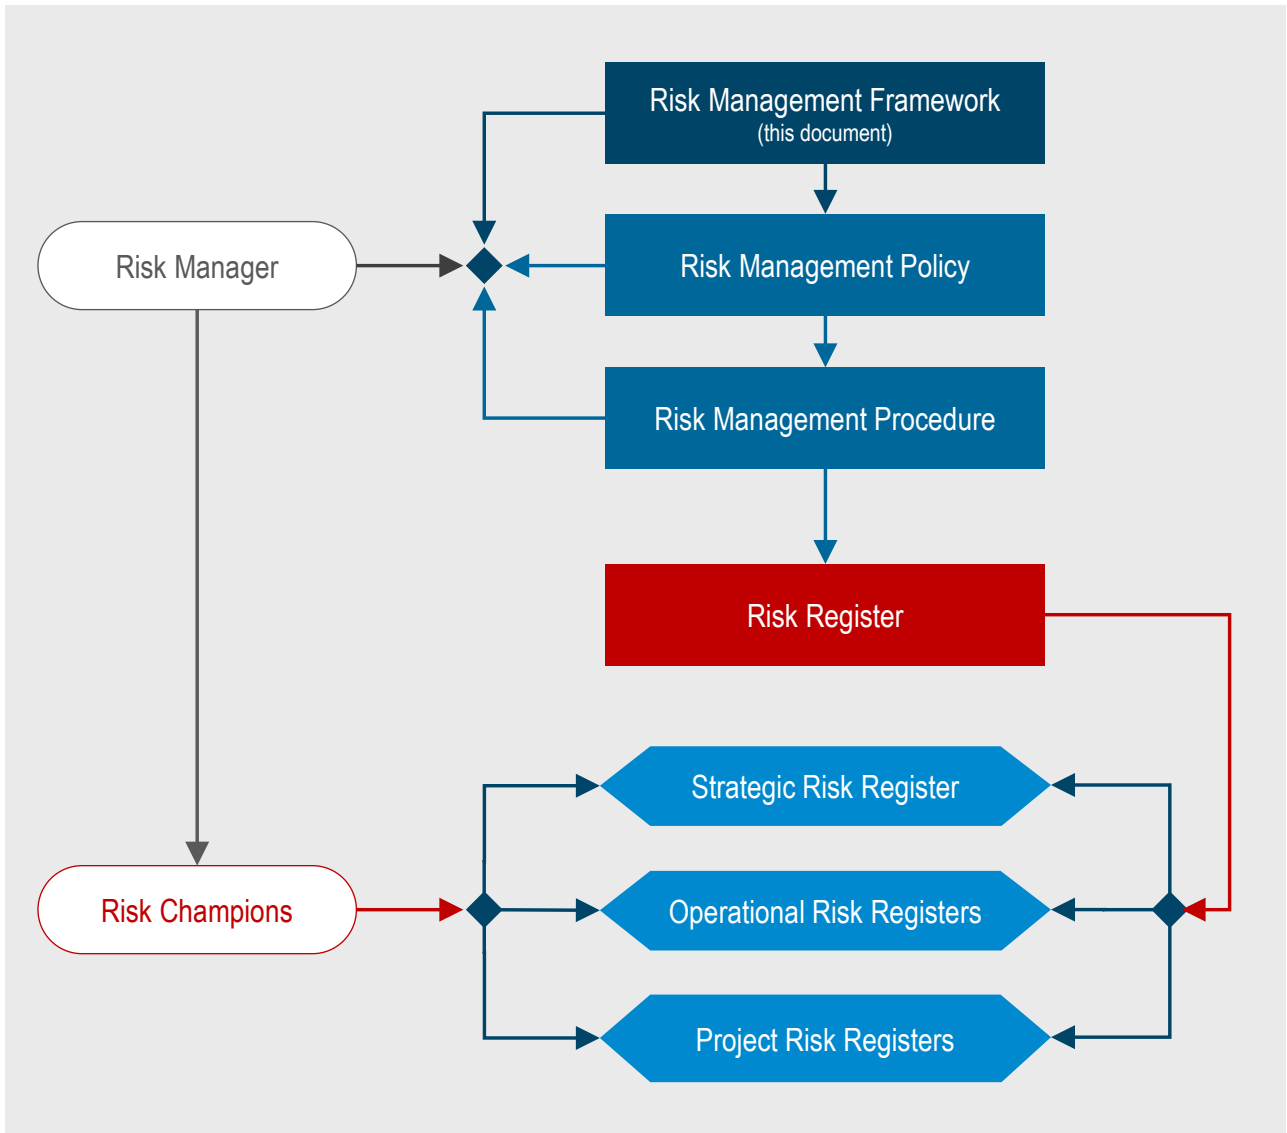 Risk Management Framework
(this document)
Risk Manager
Risk Management Policy
Risk Management Procedure
Risk Register
Strategic Risk Register
Risk Champions
Operational Risk Registers
Project Risk Registers